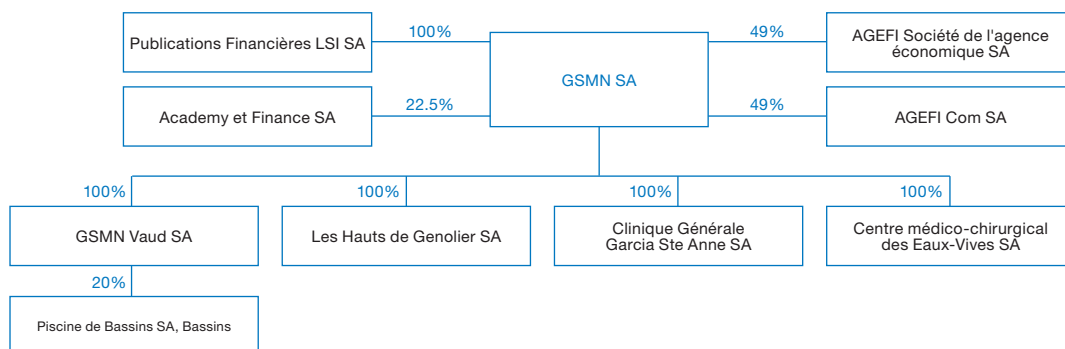 Publications Financières LSI SA
100%
GSMN SA
49%
AGEFI Société de l'agence
économique SA
Academy et Finance SA
22.5%
49%
AGEFI Com SA
100%
100%
100%
100%
GSMN Vaud SA
Les Hauts de Genolier SA
Clinique Générale
Garcia Ste Anne SA
Centre médico-chirurgical
des Eaux-Vives SA
20%
Piscine de Bassins SA, Bassins